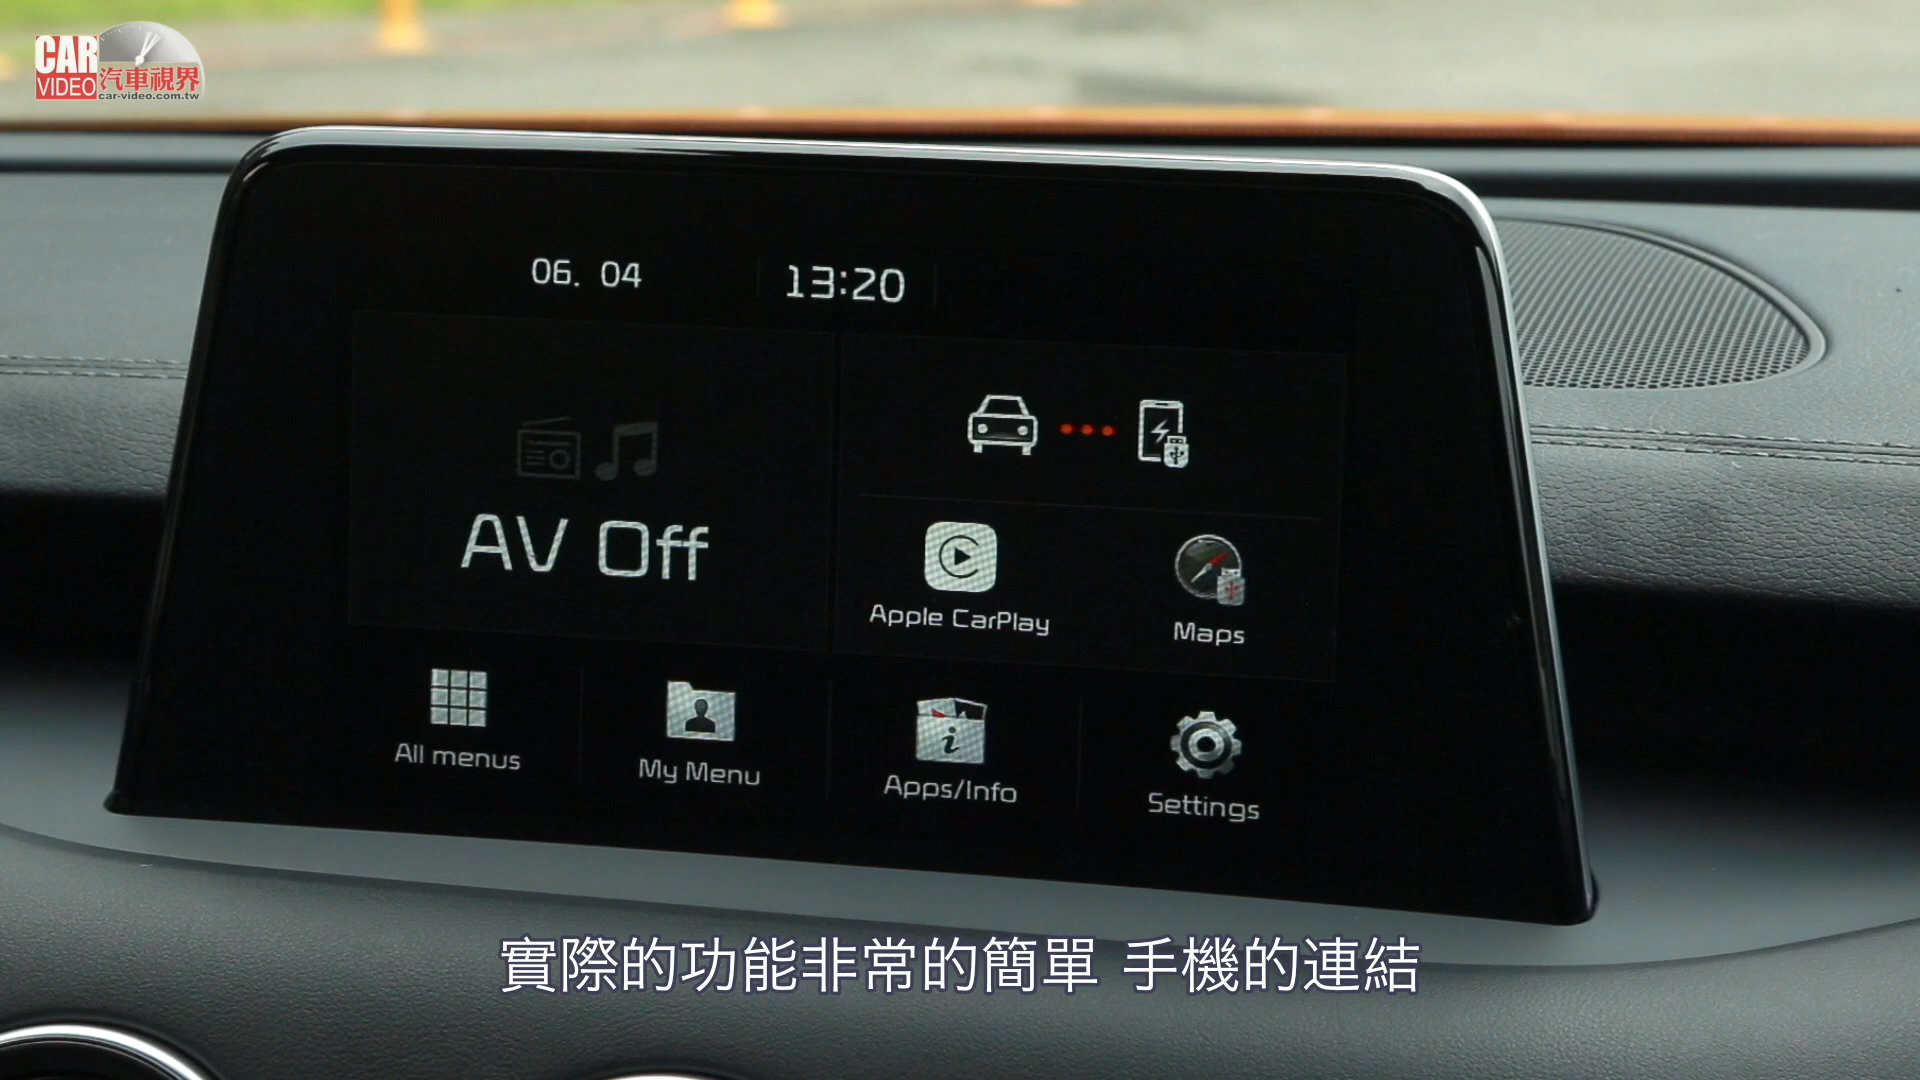 CAR
VIDEO 汽車視界
car-video.com.tw
06. 04
13:20
AV Off
Apple CarPlay
Maps
All menus
My Menu
Apps/Info
Settings
實際的功能非常的簡單 手機的連結